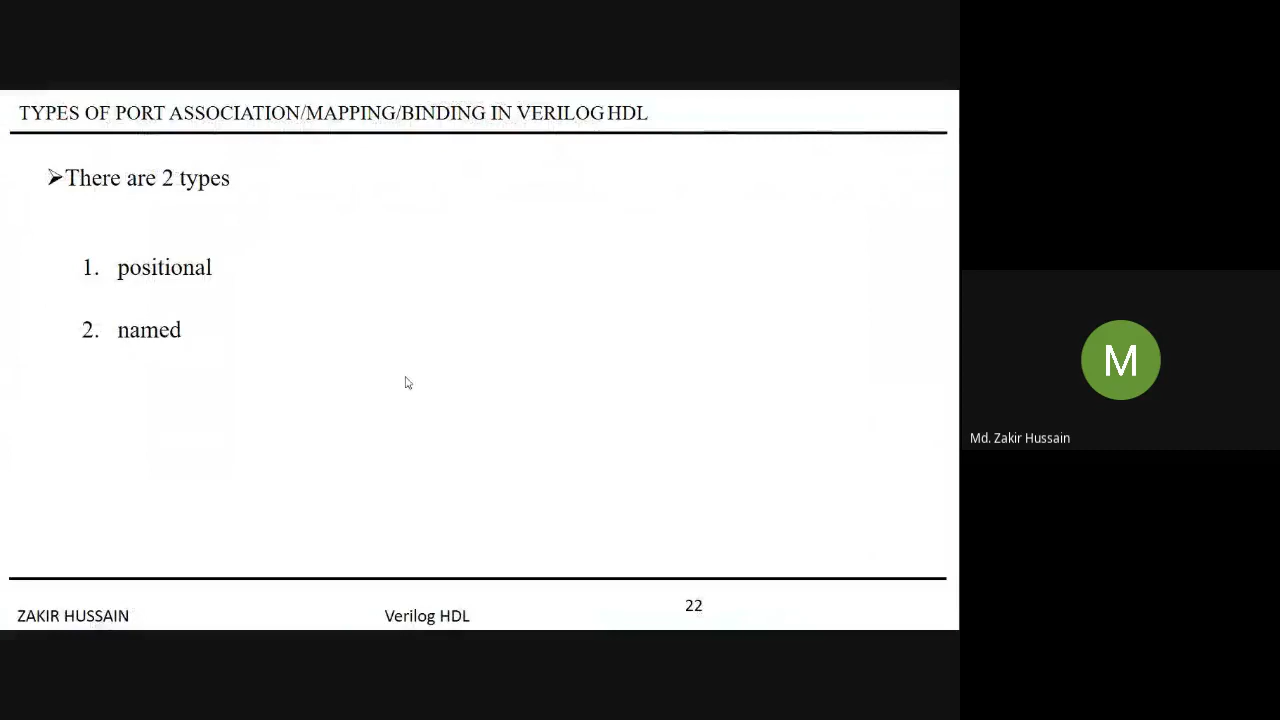 TYPES OF PORT ASSOCIATION/MAPPING/BINDING IN VERILOG HDL
➢There are 2 types
1. positional
2. named
ZAKIR HUSSAIN
Verilog HDL
22
M
Md. Zakir Hussain